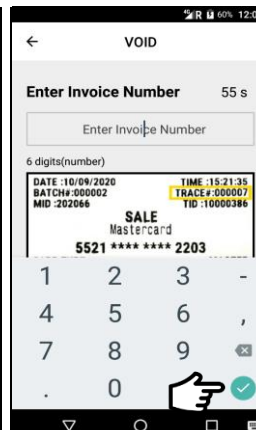 R 60% 12:0
VOID
Enter Invoice Number 55 s
Enter Invoice Number
6 digits(number)
DATE :10/09/2020 TIME :15:21:35
BATCH#:000002 TRACE#:000007
MID :202066 TID :10000386
SALE
Mastercard
5521 **** **** 2203
1 2 3 -
4 5 6 ,
7 8 9
. 0